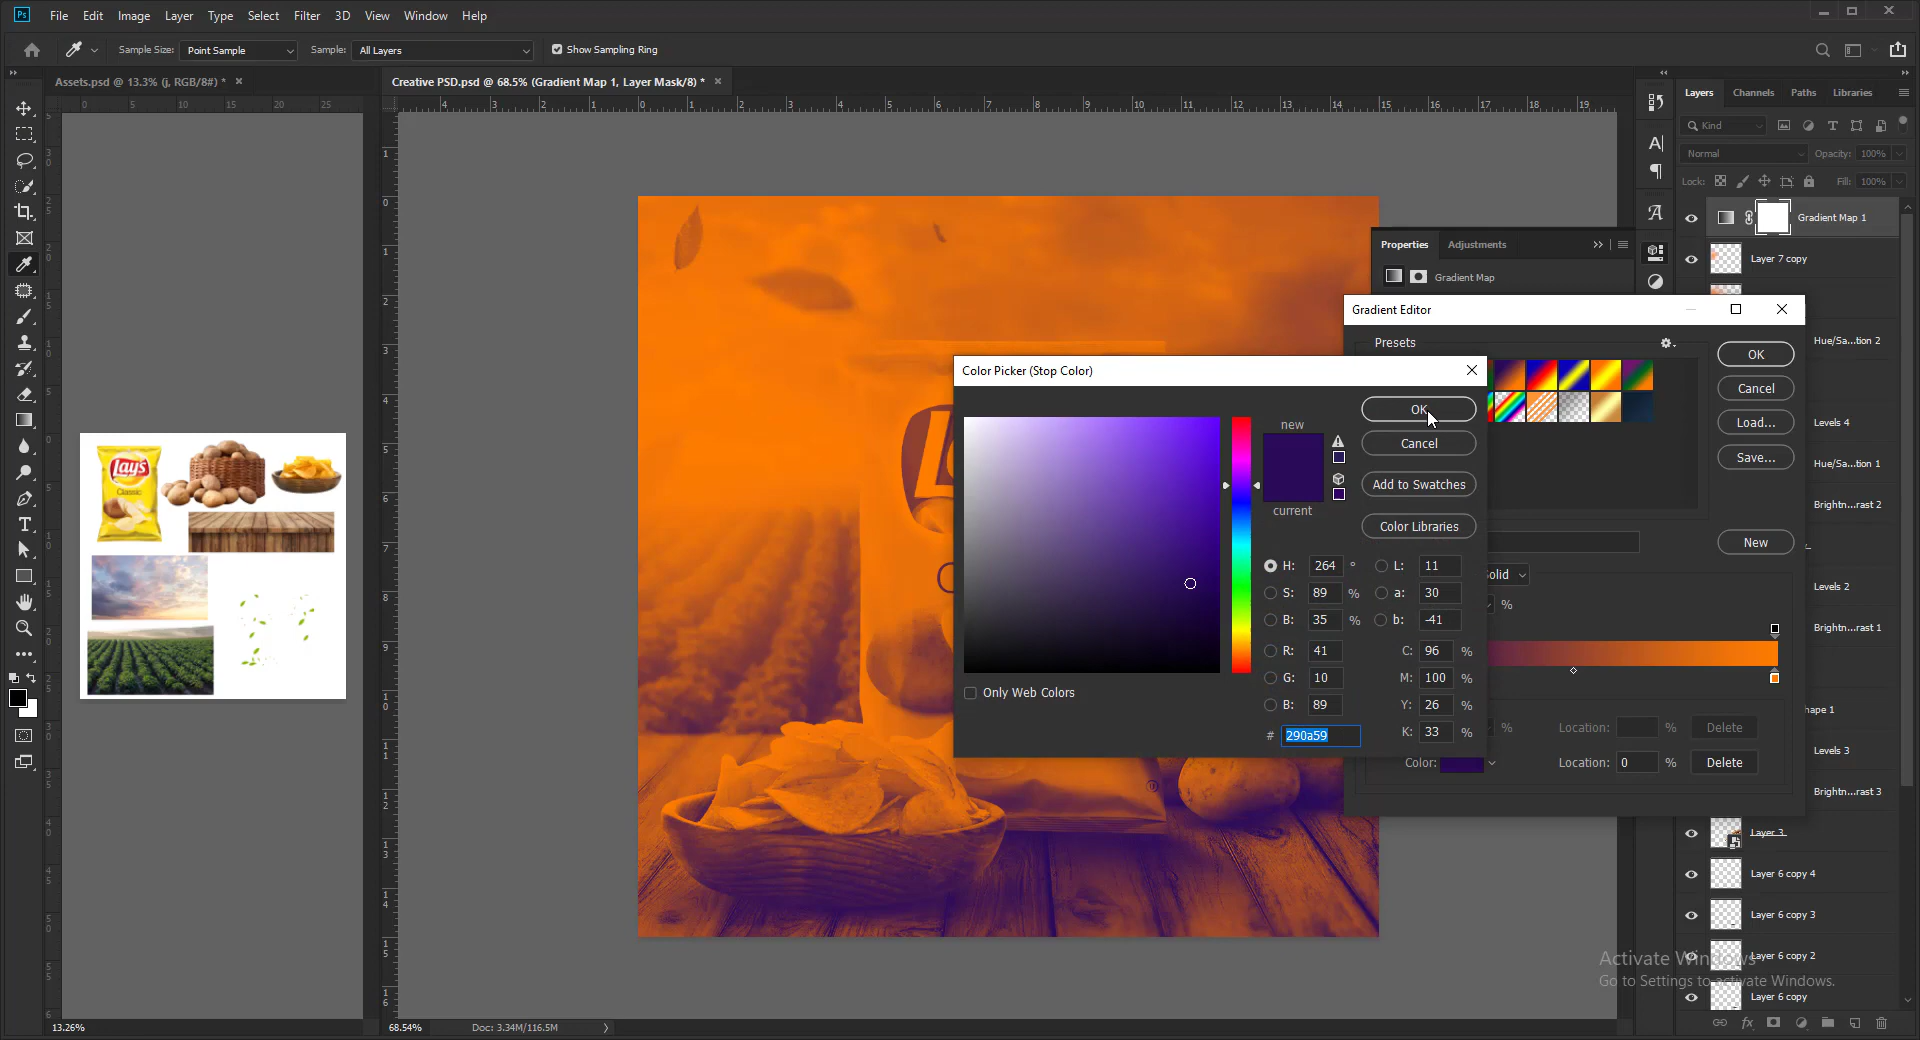 Ps File Edit Image Layer Type Select Filter 3D View Window Help
Sample Size: Point Sample Sample: All Layers Show Sampling Ring
Assets.psd @ 13.3% (j, RGB/8#) *
Creative PSD.psd @ 68.5% (Gradient Map 1, Layer Mask/8) *
Layers Channels Paths Libraries
Kind
Normal Opacity: 100%
Lock: Fill: 100%
Gradient Map 1
Layer 7 copy
Properties Adjustments
Gradient Map
Gradient Editor
Presets
OK
Cancel
Load...
Save...
New
Solid
%
Hue/Sa...tion 2
Levels 4
Hue/Sa...tion 1
Brightn...rast 2
Levels 2
Brightn...rast 1
hape 1
Levels 3
Brightn...rast 3
Color Picker (Stop Color)
new
current
OK
Cancel
Add to Swatches
Color Libraries
H: 264 ° L: 11
S: 89 % a: 30
B: 35 % b: -41
R: 41 C: 96 %
G: 10 M: 100 %
B: 89 Y: 26 %
# 290a59 K: 33 %
Only Web Colors
% Location: % Delete
Color: Location: 0 % Delete
Lay's
Classic
Layer 3
Layer 6 copy 4
Layer 6 copy 3
Layer 6 copy 2
Layer 6 copy
Activate Windows
Go to Settings to activate Windows.
13.26%
68.54% Doc: 3.34M/116.5M